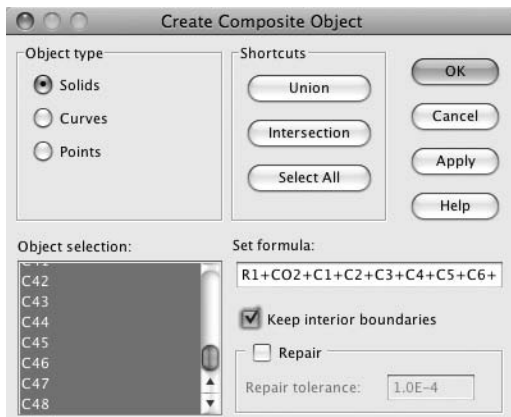 Create Composite Object
Object type
Solids
Curves
Points
Shortcuts
Union
Intersection
Select All
OK
Cancel
Apply
Help
Object selection:
C42
C43
C44
C45
C46
C47
C48
Set formula:
R1+CO2+C1+C2+C3+C4+C5+C6+
Keep interior boundaries
Repair
Repair tolerance:
1.0E-4